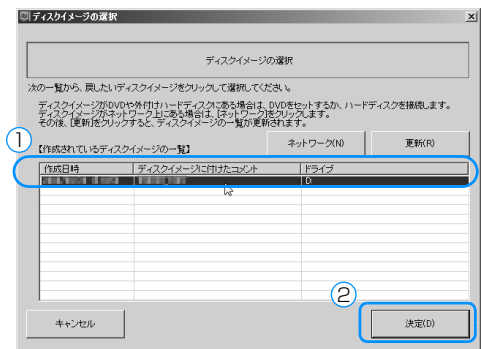 ディスクイメージの選択
ディスクイメージの選択
次の一覧から、戻したいディスクイメージをクリックして選択してください。
ディスクイメージがDVDや外付けハードディスクにある場合は、DVDをセットするか、ハードディスクを接続します。
ディスクイメージがネットワーク上にある場合は、[ネットワーク]をクリックします。
その後、[更新]をクリックすると、ディスクイメージの一覧が更新されます。
①
【作成されているディスクイメージの一覧】
ネットワーク(N)
更新(R)
作成日時 ディスクイメージに付けたコメント ドライブ
D:
②
キャンセル
決定(D)